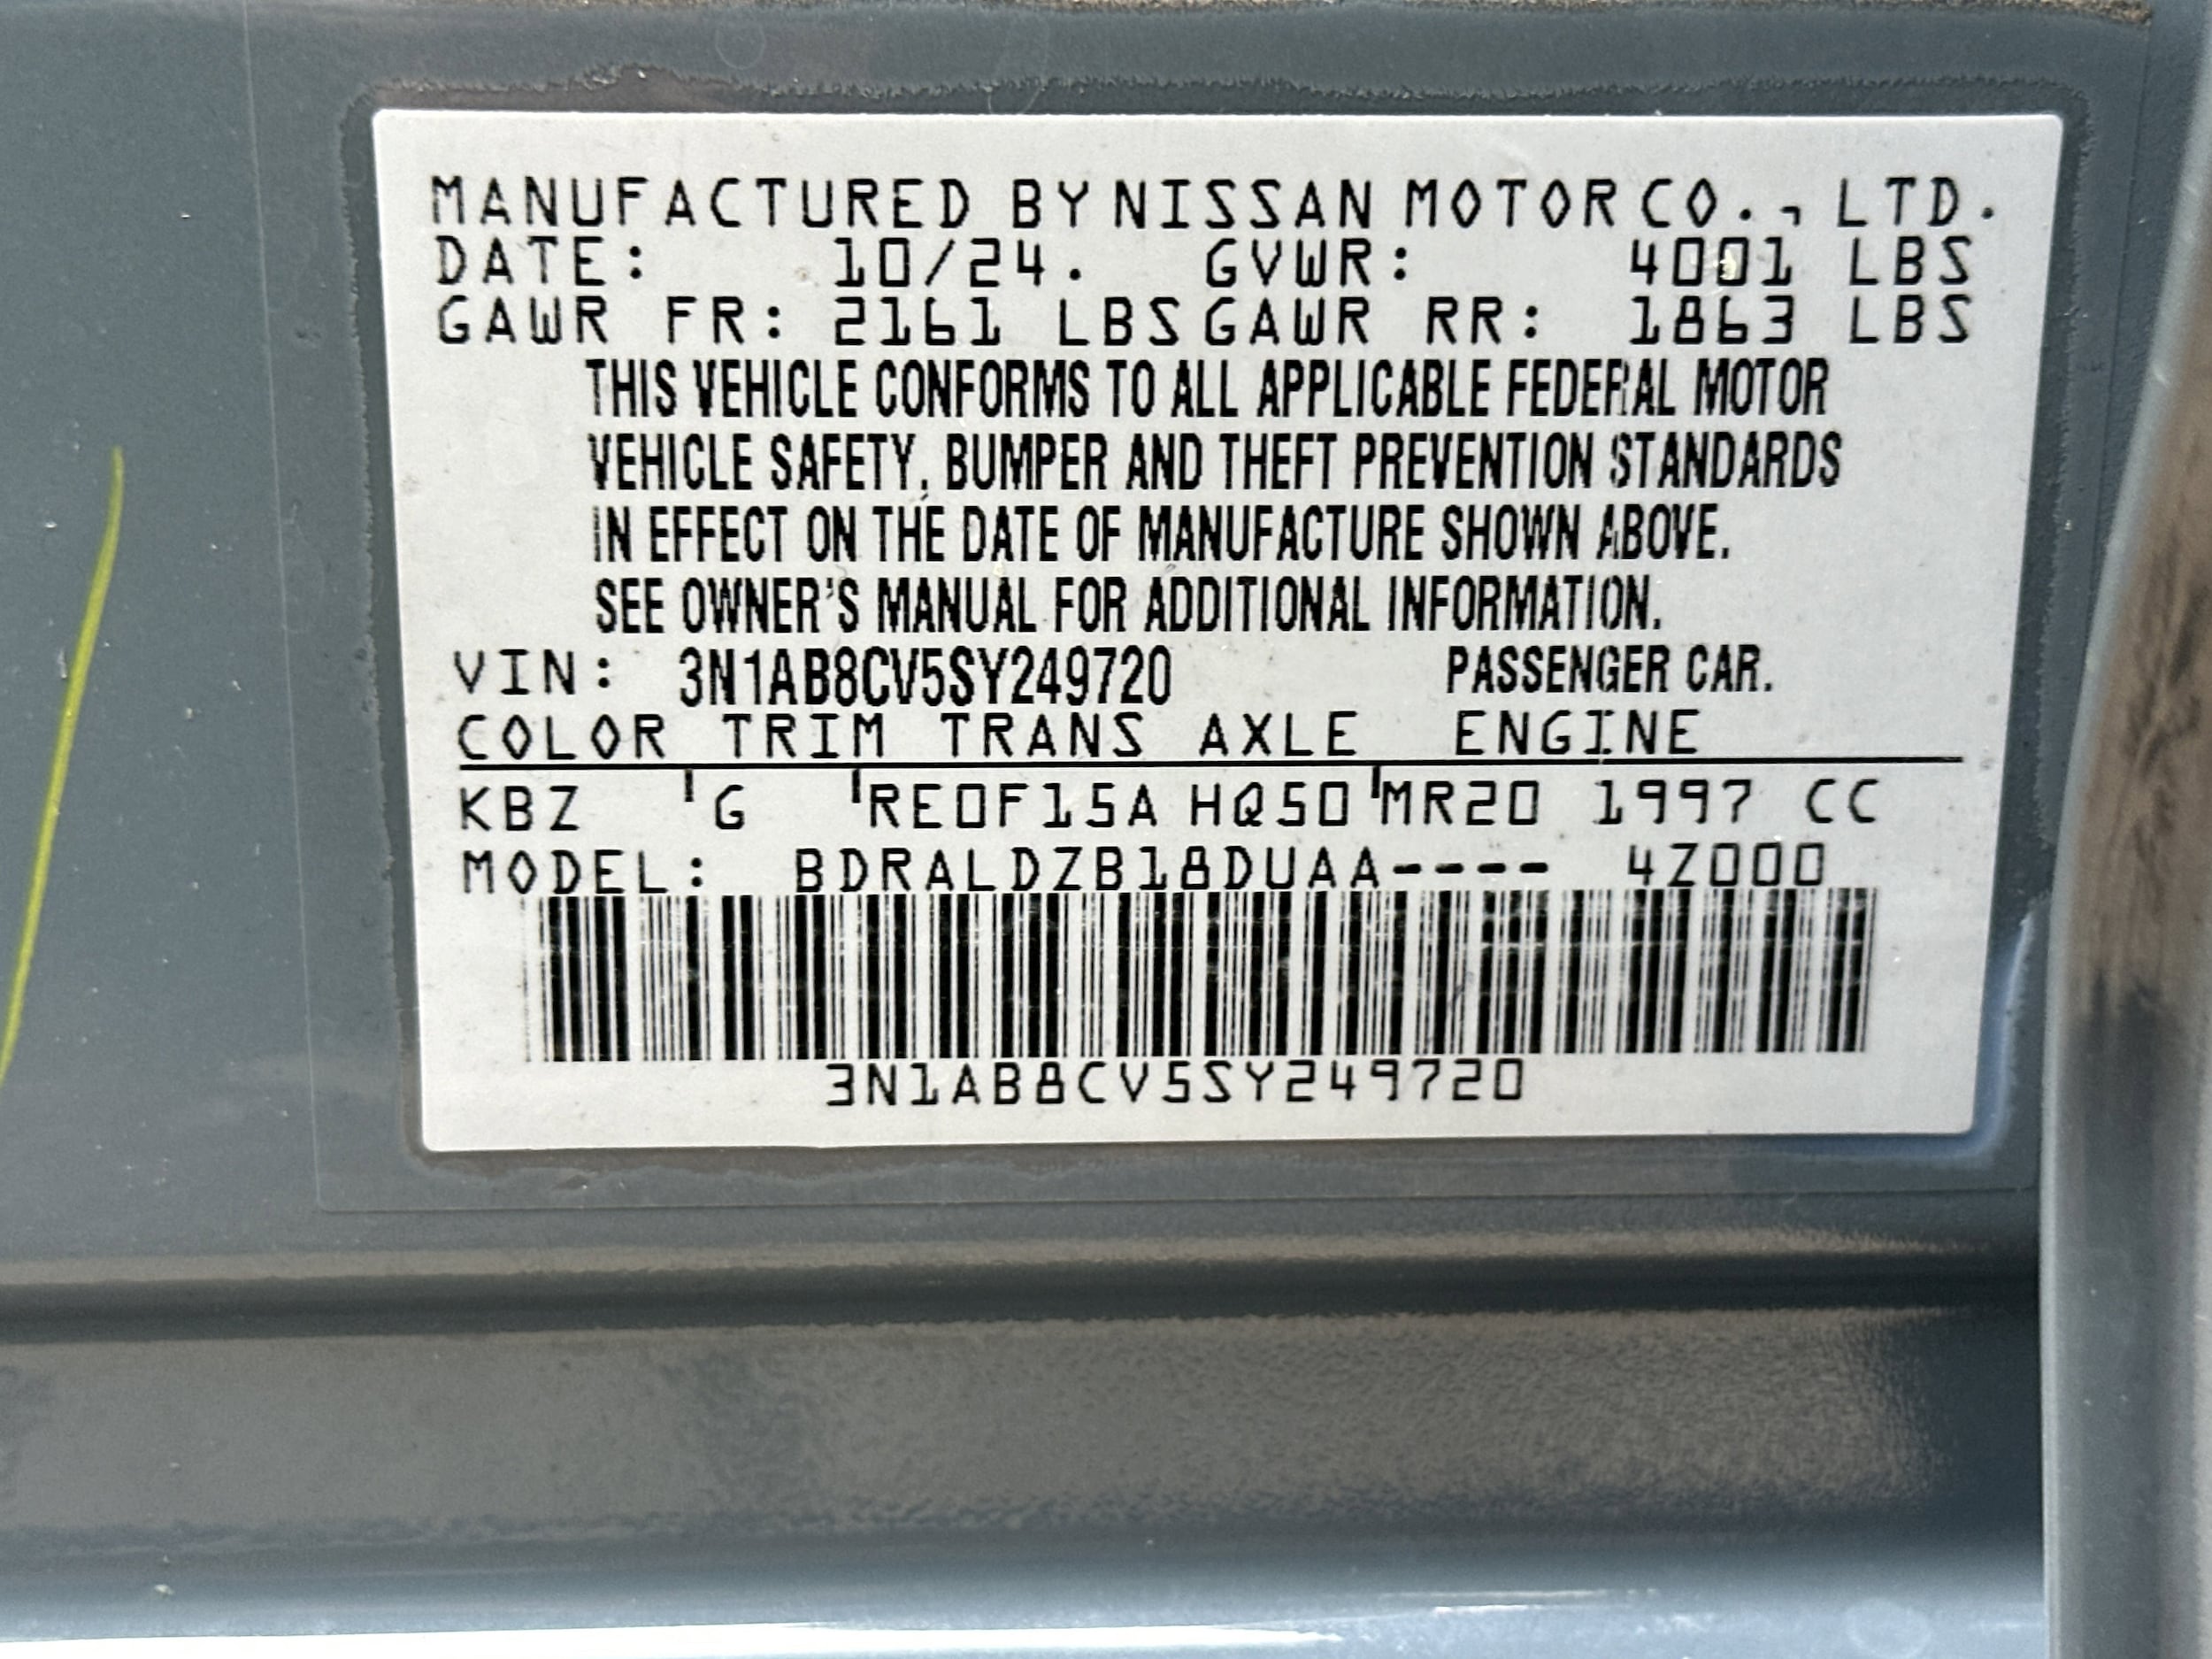 MANUFACTURED BY NISSAN MOTOR CO., LTD.
DATE: 10/24. GVWR: 4001 LBS
GAWR FR: 2161 LBS GAWR RR: 1863 LBS
THIS VEHICLE CONFORMS TO ALL APPLICABLE FEDERAL MOTOR
VEHICLE SAFETY, BUMPER AND THEFT PREVENTION STANDARDS
IN EFFECT ON THE DATE OF MANUFACTURE SHOWN ABOVE.
SEE OWNER'S MANUAL FOR ADDITIONAL INFORMATION.
VIN: 3N1AB8CV5SY249720 PASSENGER CAR.
COLOR TRIM TRANS AXLE ENGINE
KBZ G RE0F15A HQ50 MR20 1997 CC
MODEL: BDRALDZB18DUAA---- 4Z000
3N1AB8CV5SY249720